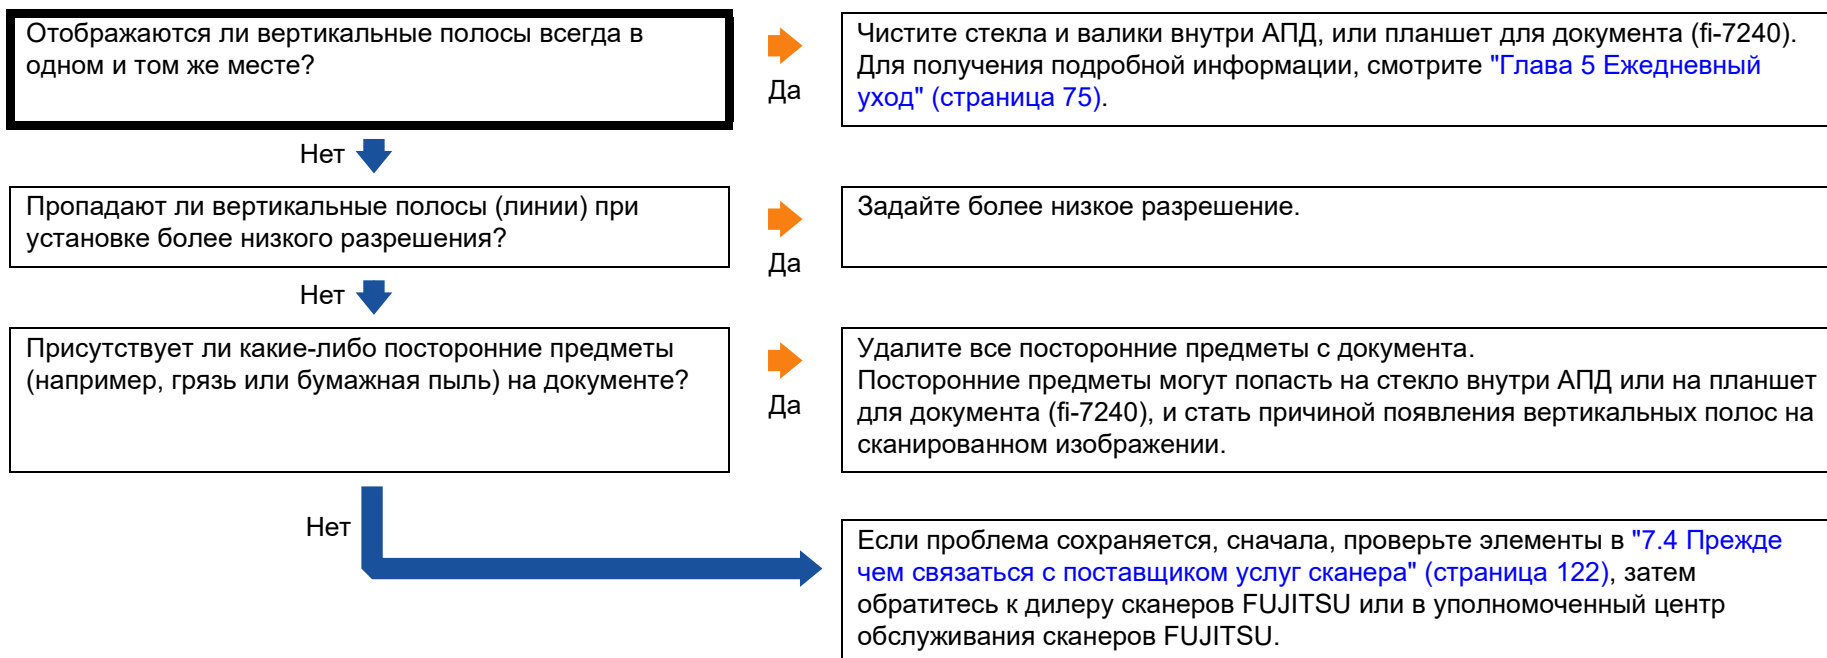 Отображаются ли вертикальные полосы всегда в
одном и том же месте?
Да
Чистите стекла и валики внутри АПД, или планшет для документа (fi-7240).
Для получения подробной информации, смотрите "Глава 5 Ежедневный
уход" (страница 75).
Нет
Пропадают ли вертикальные полосы (линии) при
установке более низкого разрешения?
Да
Задайте более низкое разрешение.
Нет
Присутствует ли какие-либо посторонние предметы
(например, грязь или бумажная пыль) на документе?
Да
Удалите все посторонние предметы с документа.
Посторонние предметы могут попасть на стекло внутри АПД или на планшет
для документа (fi-7240), и стать причиной появления вертикальных полос на
сканированном изображении.
Нет
Если проблема сохраняется, сначала, проверьте элементы в "7.4 Прежде
чем связаться с поставщиком услуг сканера" (страница 122), затем
обратитесь к дилеру сканеров FUJITSU или в уполномоченный центр
обслуживания сканеров FUJITSU.